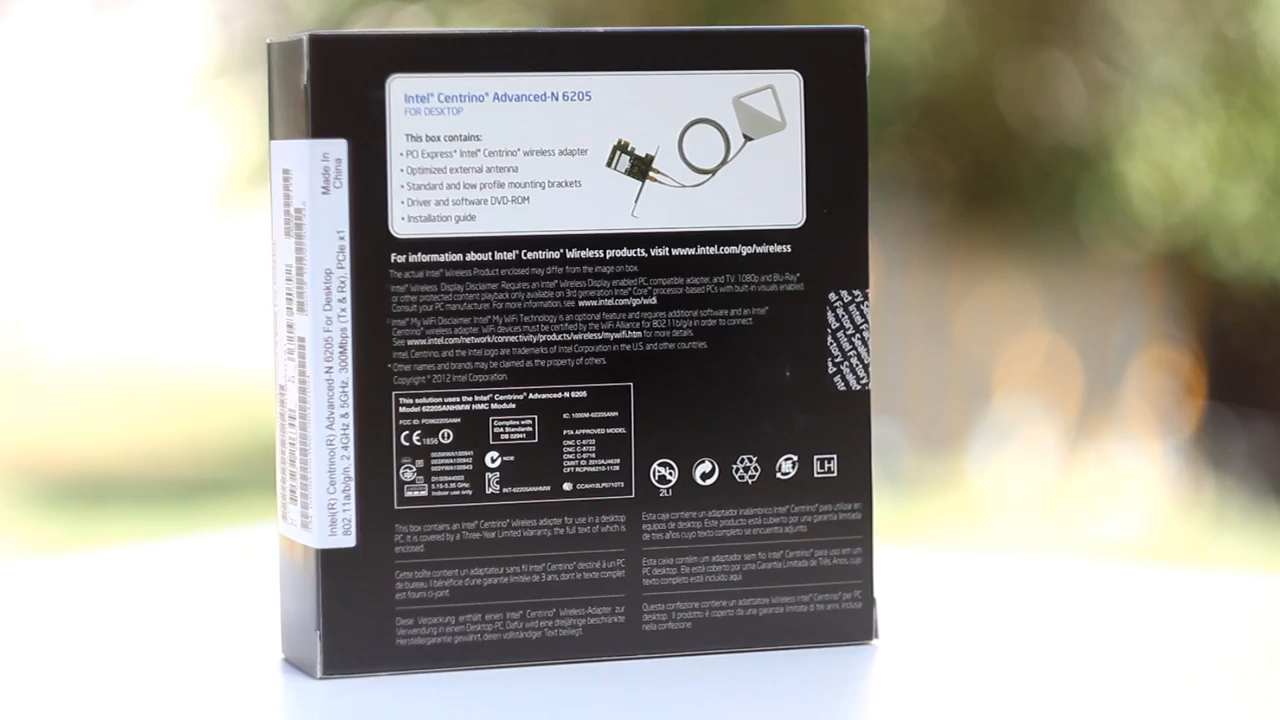 Intel® Centrino® Advanced-N 6205
FOR DESKTOP
This box contains:
• PCI Express* Intel® Centrino® wireless adapter
• Optimized external antenna
• Standard and low profile mounting brackets
• Driver and software DVD-ROM
• Installation guide
For information about Intel® Centrino® Wireless products, visit www.intel.com/go/wireless
The actual Intel® Wireless Product enclosed may differ from the image on box.
Intel® Wireless Display Disclaimer: Requires an Intel® Wireless Display enabled PC, compatible adapter, and TV. 1080p and Blu-Ray*
or other protected content playback only available on 3rd generation Intel® Core™ processor-based PCs with built-in visuals enabled.
Consult your PC manufacturer. For more information, see www.intel.com/go/widi
Intel® My WiFi Disclaimer: Intel® My WiFi Technology is an optional feature and requires additional software and an Intel®
Centrino® wireless adapter. WiFi devices must be certified by the WiFi Alliance for 802.11b/g/a in order to connect.
See www.intel.com/network/connectivity/products/wireless/mywifi.htm for more details.
Intel, Centrino, and the Intel logo are trademarks of Intel Corporation in the U.S. and other countries.
* Other names and brands may be claimed as the property of others.
Copyright © 2012 Intel Corporation.
This solution uses the Intel® Centrino® Advanced-N 6205
Model 62205ANHMW HMC Module
FCC ID: PD962205ANH
IC: 1000M-62205ANH
CE 1856
Complies with
IDA Standards
DB 02941
PTA APPROVED MODEL
CNC C-8722
CNC C-8723
CNC C-9716
5.15-5.35 GHz
Indoor use only
INT-62205ANHMW
2LI
LH
This box contains an Intel® Centrino® Wireless adapter for use in a desktop
PC. It is covered by a Three-Year Limited Warranty, the full text of which is
enclosed.
Cette boîte contient un adaptateur sans fil Intel® Centrino® destiné à un PC
de bureau. Il bénéficie d'une garantie limitée de 3 ans, dont le texte complet
est fourni ci-joint.
Diese Verpackung enthält einen Intel® Centrino® Wireless-Adapter zur
Verwendung in einem Desktop-PC. Dafür wird eine dreijährige beschränkte
Herstellergarantie gewährt, deren vollständiger Text beiliegt.
Esta caja contiene un adaptador inalámbrico Intel® Centrino® para utilizar en
equipos de desktop. Este producto está cubierto por una garantía limitada
de tres años cuyo texto completo se encuentra adjunto.
Esta caixa contém um adaptador sem fio Intel® Centrino® para uso em um
PC desktop. Ele está coberto por uma Garantia Limitada de Três Anos, cujo
texto completo está incluído aqui.
Questa confezione contiene un adattatore Wireless Intel® Centrino® per PC
desktop. Il prodotto è coperto da una garanzia limitata di tre anni, inclusa
nella confezione.
Intel(R) Centrino(R) Advanced-N 6205 For Desktop
802.11a/b/g/n, 2.4GHz & 5GHz, 300Mbps (Tx & Rx), PCIe x1
Made In
China
Intel Factory Sealed